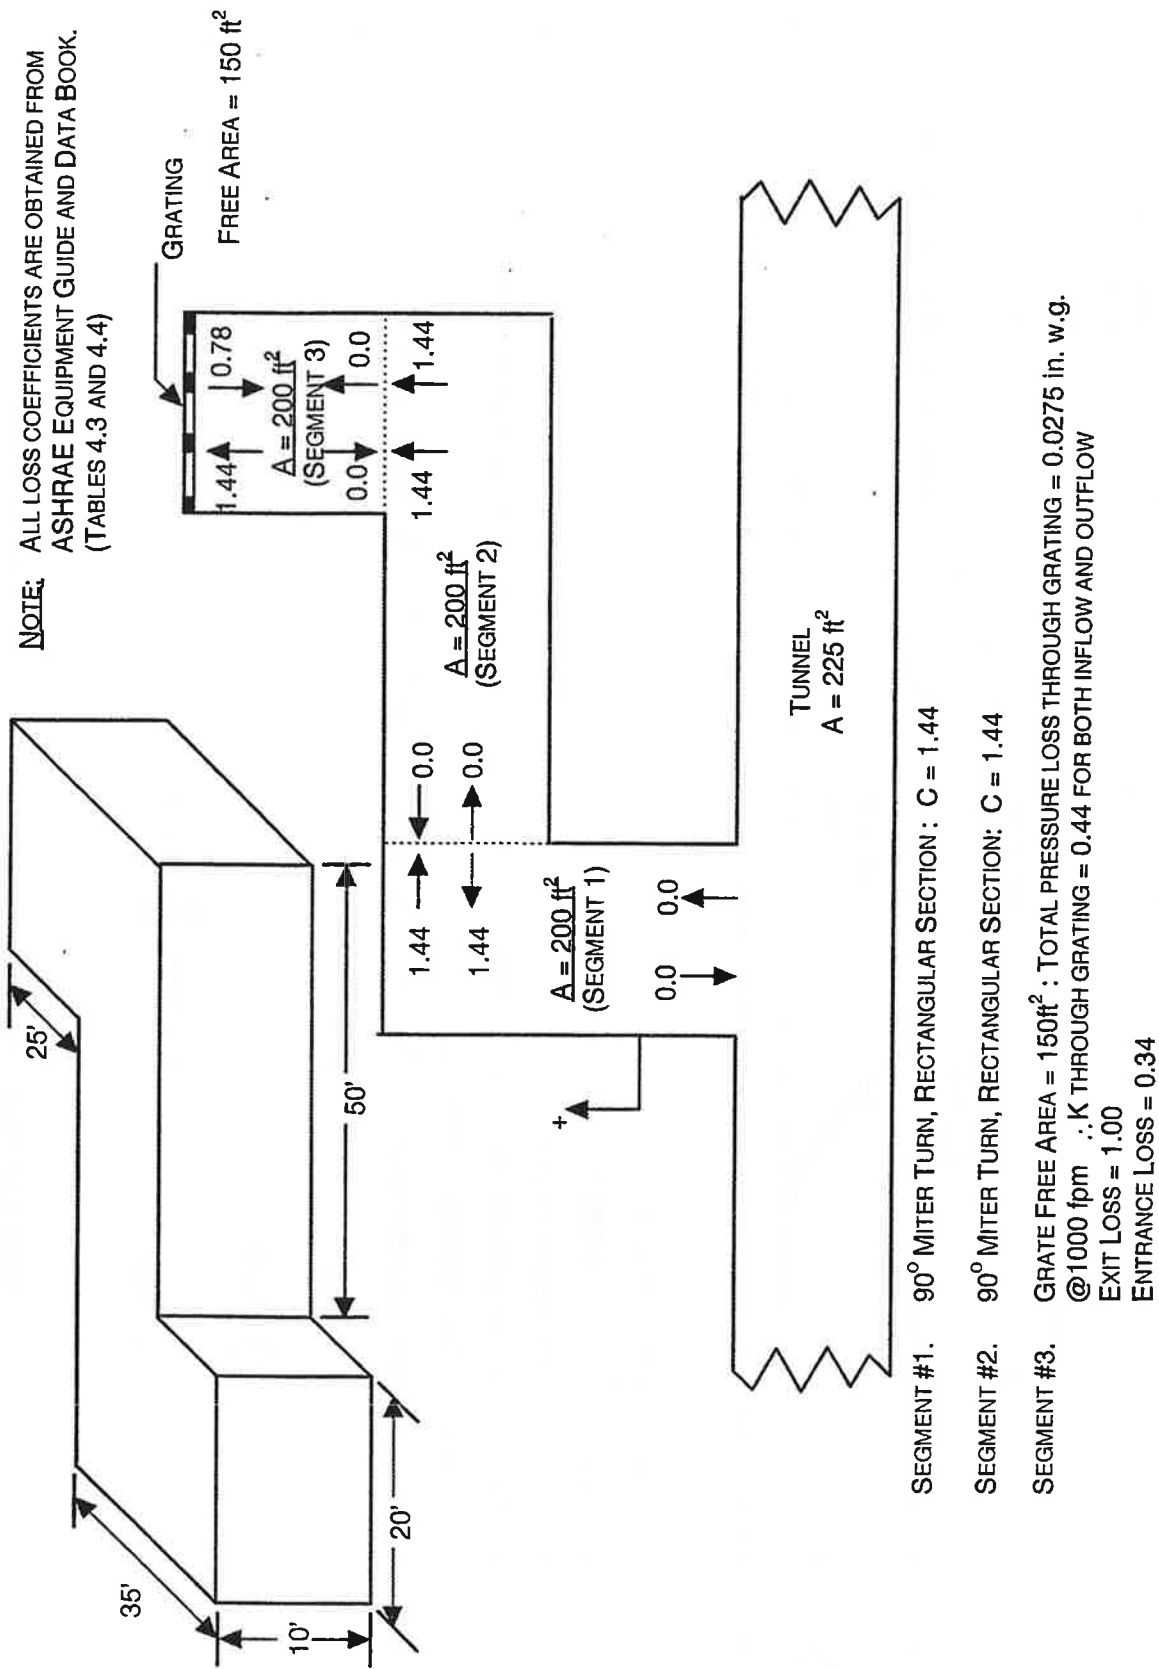 NOTE: ALL LOSS COEFFICIENTS ARE OBTAINED FROM
ASHRAE EQUIPMENT GUIDE AND DATA BOOK.
(TABLES 4.3 AND 4.4)
25'
35'
50'
10'
20'
GRATING
FREE AREA = 150 ft²
1.44
0.78
A = 200 ft²
(SEGMENT 3)
0.0
0.0
1.44
1.44
A = 200 ft²
(SEGMENT 2)
1.44
0.0
1.44
0.0
A = 200 ft²
(SEGMENT 1)
0.0
0.0
+
TUNNEL
A = 225 ft²
SEGMENT #1. 90° MITER TURN, RECTANGULAR SECTION : C = 1.44
SEGMENT #2. 90° MITER TURN, RECTANGULAR SECTION: C = 1.44
SEGMENT #3. GRATE FREE AREA = 150ft² : TOTAL PRESSURE LOSS THROUGH GRATING = 0.0275 in. w.g.
@1000 fpm ∴ K THROUGH GRATING = 0.44 FOR BOTH INFLOW AND OUTFLOW
EXIT LOSS = 1.00
ENTRANCE LOSS = 0.34